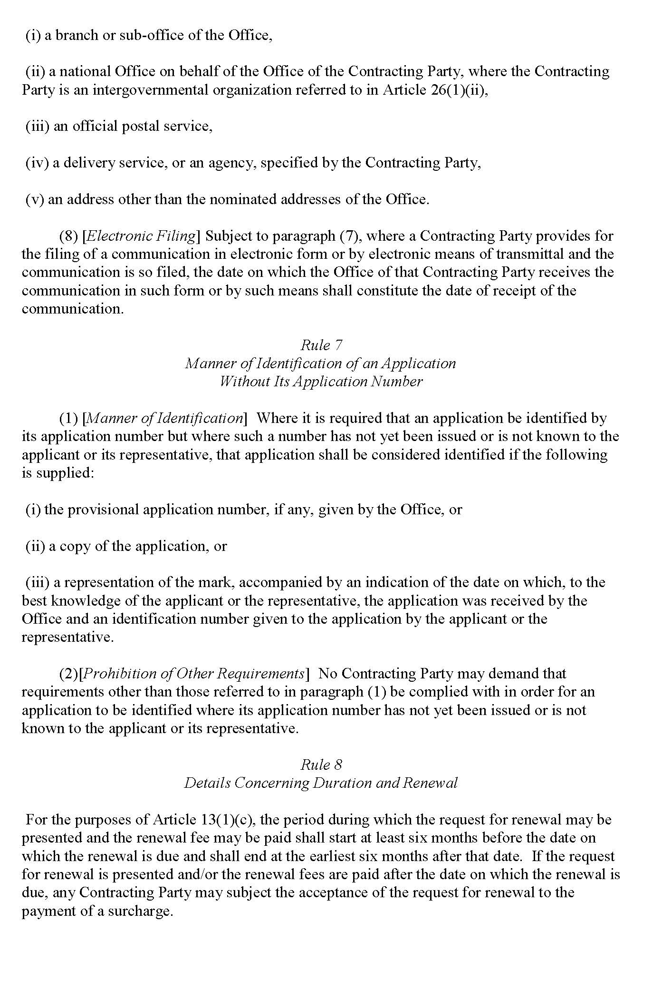 (i) a branch or sub-office of the Office,
(ii) a national Office on behalf of the Office of the Contracting Party, where the Contracting
Party is an intergovernmental organization referred to in Article 26(1)(ii),
(iii) an official postal service,
(iv) a delivery service, or an agency, specified by the Contracting Party,
(v) an address other than the nominated addresses of the Office.
(8) [Electronic Filing] Subject to paragraph (7), where a Contracting Party provides for
the filing of a communication in electronic form or by electronic means of transmittal and the
communication is so filed, the date on which the Office of that Contracting Party receives the
communication in such form or by such means shall constitute the date of receipt of the
communication.
Rule 7
Manner of Identification of an Application
Without Its Application Number
(1) [Manner of Identification]  Where it is required that an application be identified by
its application number but where such a number has not yet been issued or is not known to the
applicant or its representative, that application shall be considered identified if the following
is supplied:
(i) the provisional application number, if any, given by the Office, or
(ii) a copy of the application, or
(iii) a representation of the mark, accompanied by an indication of the date on which, to the
best knowledge of the applicant or the representative, the application was received by the
Office and an identification number given to the application by the applicant or the
representative.
(2)[Prohibition of Other Requirements]  No Contracting Party may demand that
requirements other than those referred to in paragraph (1) be complied with in order for an
application to be identified where its application number has not yet been issued or is not
known to the applicant or its representative.
Rule 8
Details Concerning Duration and Renewal
For the purposes of Article 13(1)(c), the period during which the request for renewal may be
presented and the renewal fee may be paid shall start at least six months before the date on
which the renewal is due and shall end at the earliest six months after that date.  If the request
for renewal is presented and/or the renewal fees are paid after the date on which the renewal is
due, any Contracting Party may subject the acceptance of the request for renewal to the
payment of a surcharge.